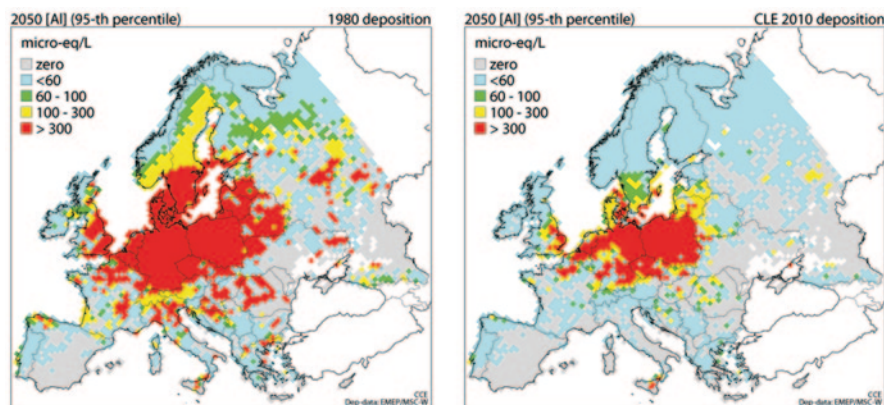 2050 [Al] (95-th percentile) 1980 deposition
micro-eq/L
zero
<60
60 - 100
100 - 300
> 300
CCE
Dep-data: EMEP/MSC-W
2050 [Al] (95-th percentile) CLE 2010 deposition
micro-eq/L
zero
<60
60 - 100
100 - 300
> 300
CCE
Dep-data: EMEP/MSC-W